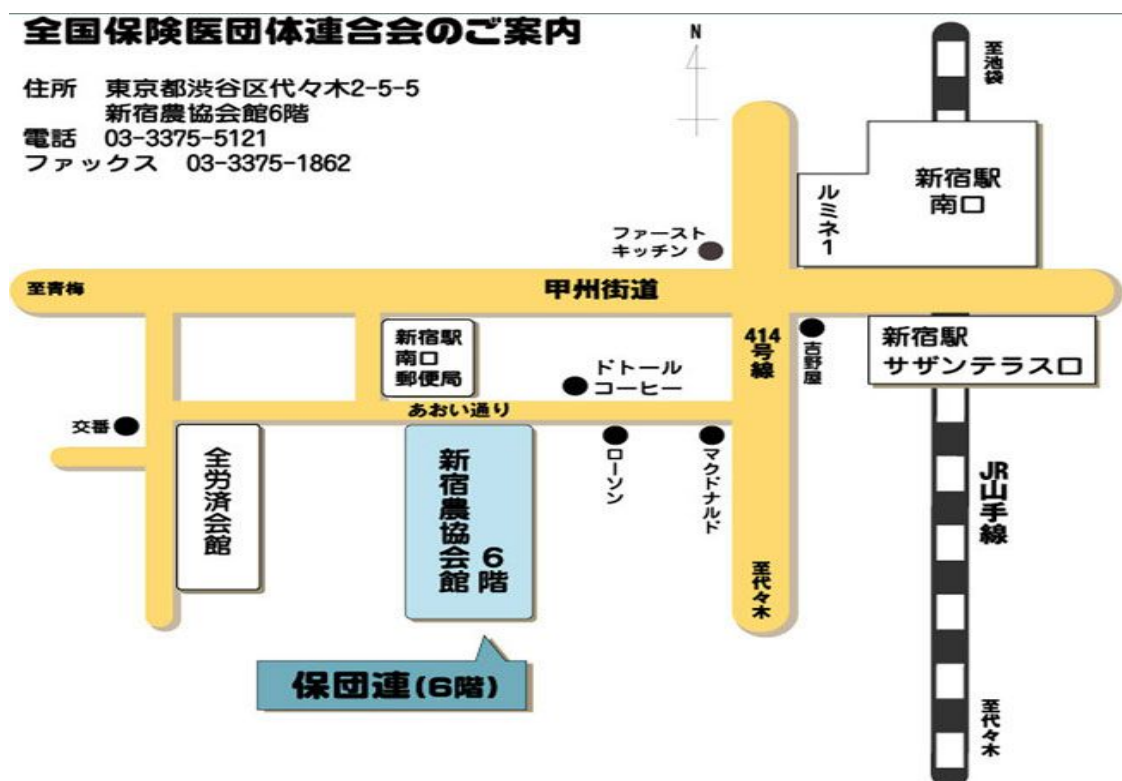 全国保険医団体連合会のご案内
住所 東京都渋谷区代々木2-5-5
新宿農協会館6階
電話 03-3375-5121
ファックス 03-3375-1862
N
至池袋
新宿駅
南口
ルミネ1
ファースト
キッチン
至青梅
甲州街道
新宿駅
南口
郵便局
414号線
吉野屋
新宿駅
サザンテラス口
ドトール
コーヒー
あおい通り
交番
全労済会館
新宿農協会館
6階
ローソン
マクドナルド
JR山手線
至代々木
保団連(6階)
至代々木